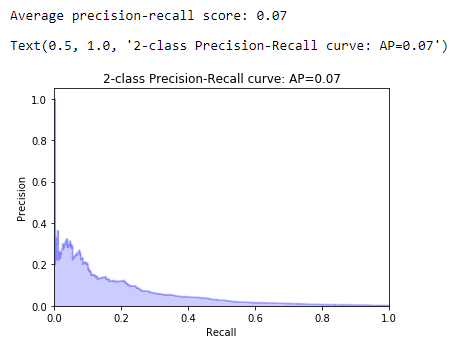 Average precision-recall score: 0.07
Text(0.5, 1.0, '2-class Precision-Recall curve: AP=0.07')
2-class Precision-Recall curve: AP=0.07
1.0
0.8
0.6
0.4
0.2
0.0
Precision
0.0 0.2 0.4 0.6 0.8 1.0
Recall